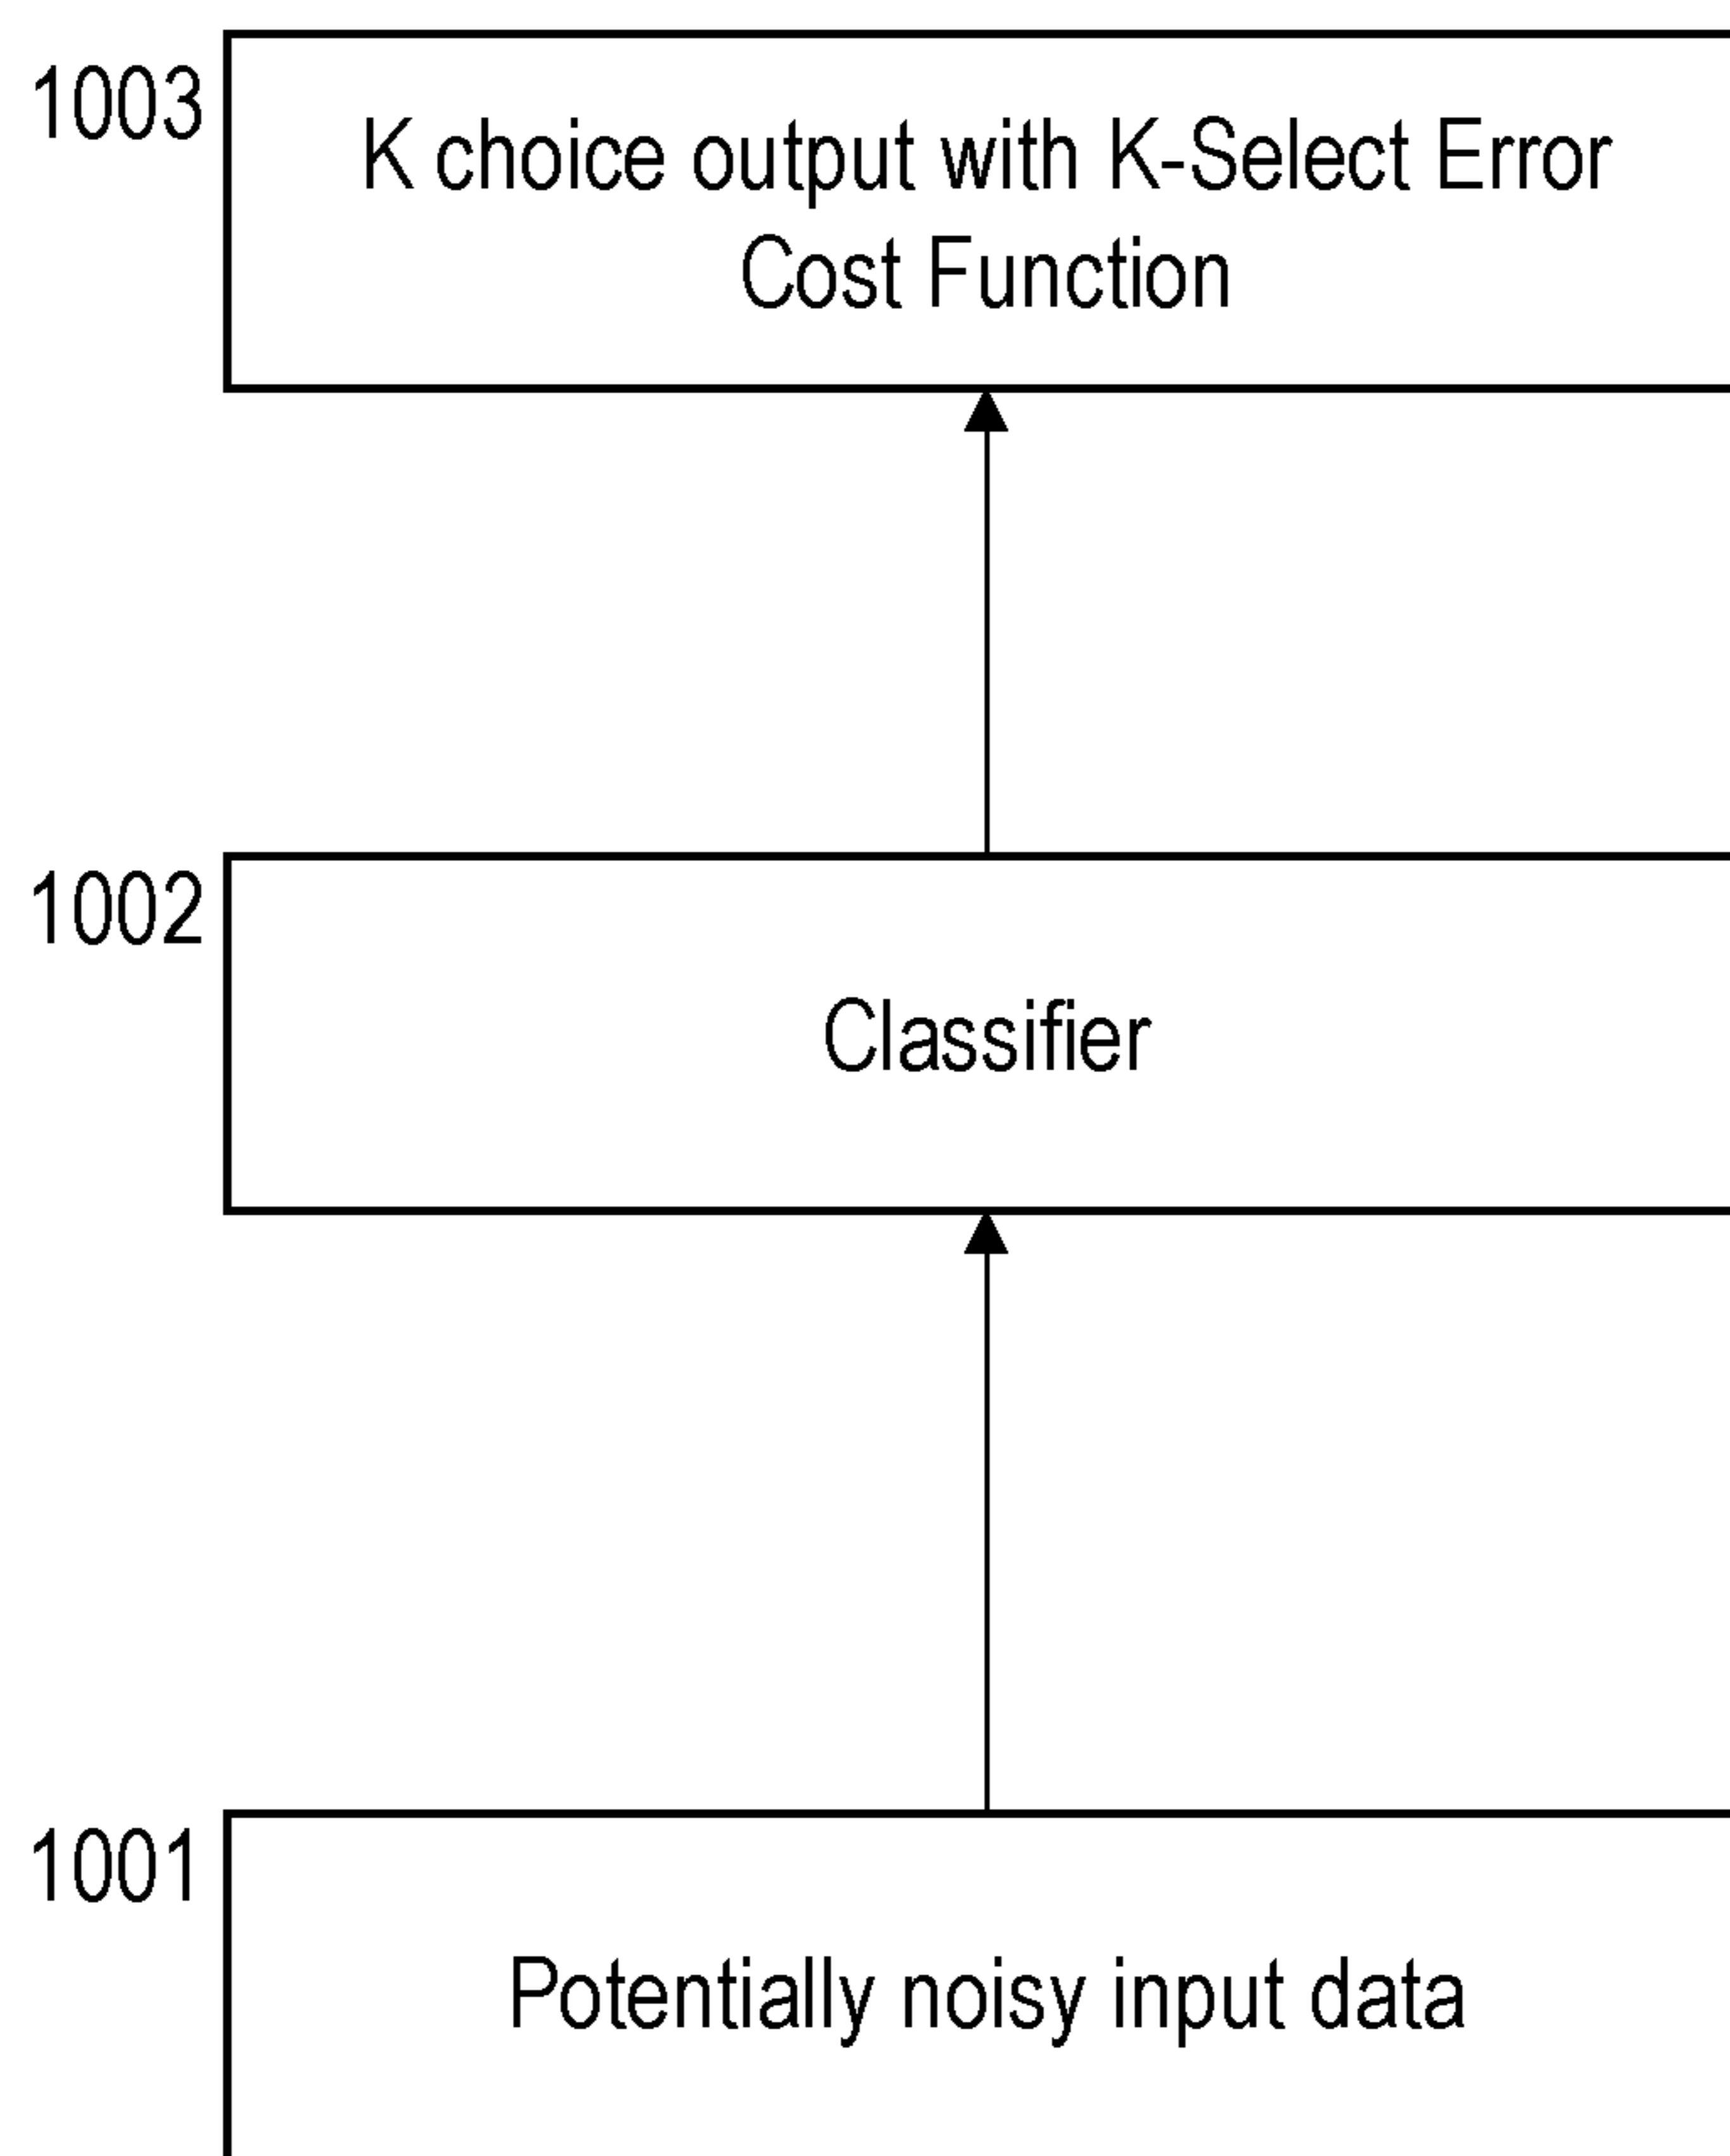 1003
K choice output with K-Select Error
Cost Function
1002
Classifier
1001
Potentially noisy input data